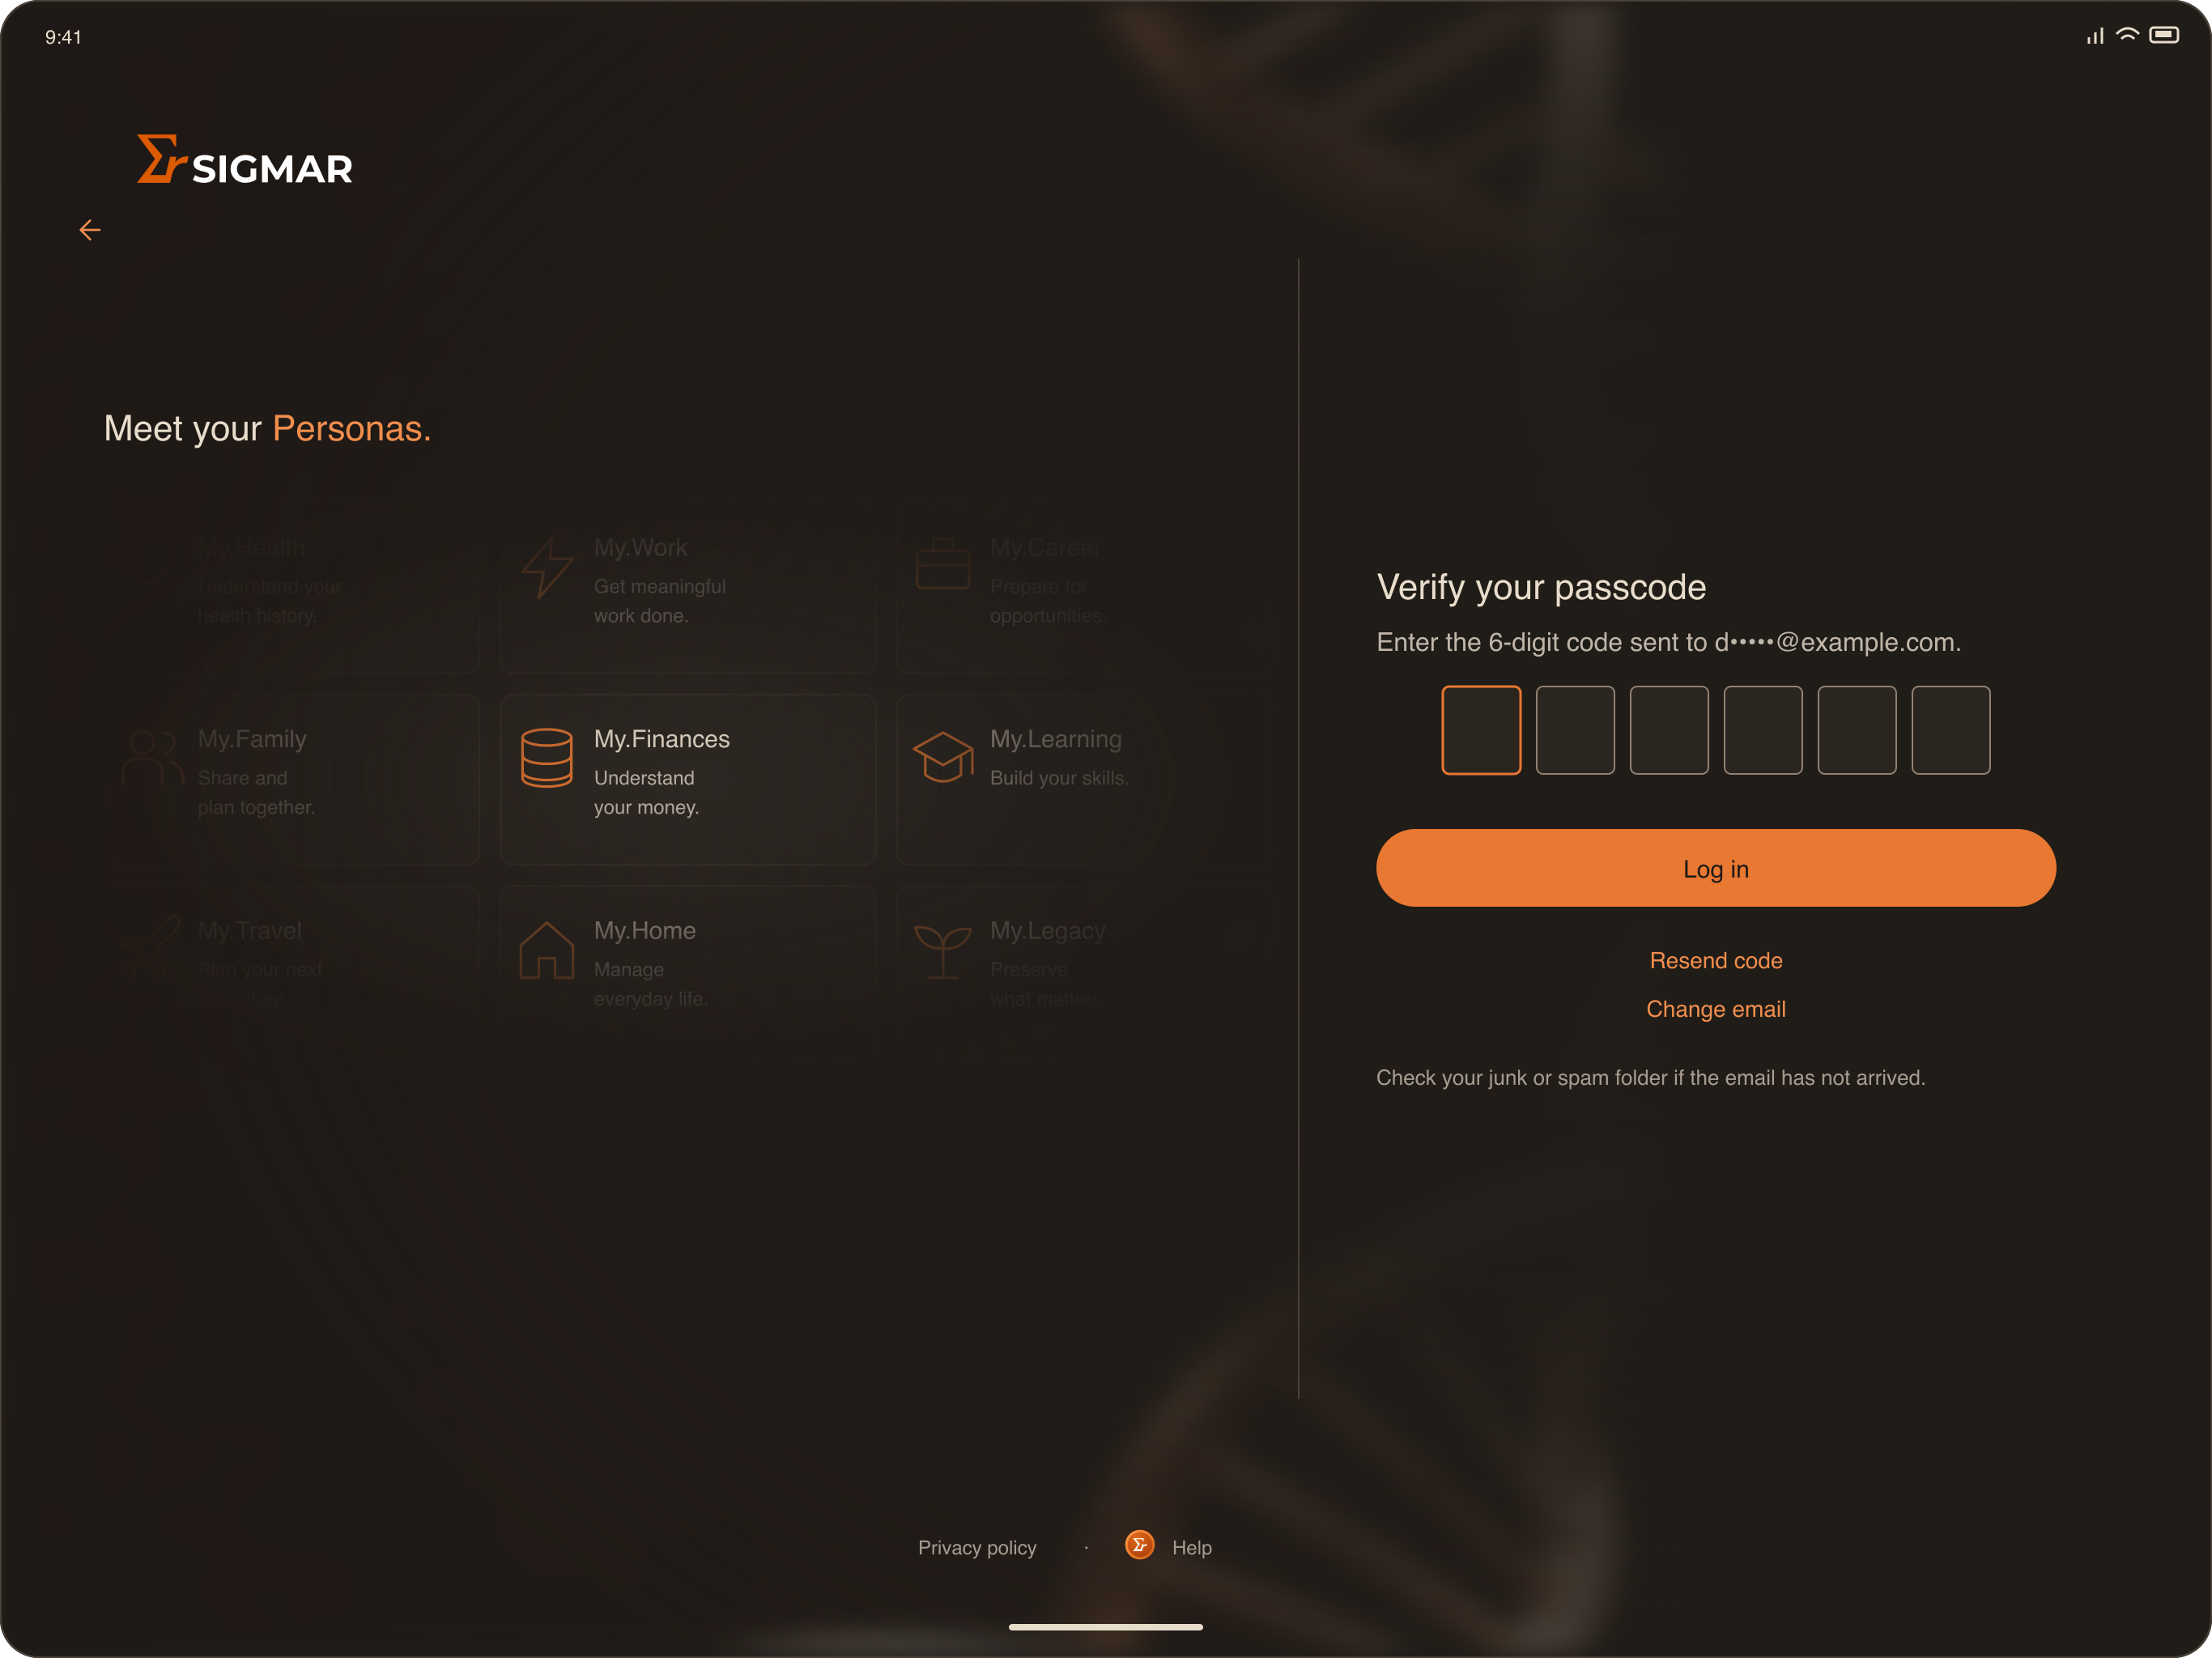 9:41
SIGMAR
Meet your Personas.
My.Health
Understand your
health history.
My.Work
Get meaningful
work done.
My.Career
Prepare for
opportunities.
My.Family
Share and
plan together.
My.Finances
Understand
your money.
My.Learning
Build your skills.
My.Travel
Plan your next
adventure.
My.Home
Manage
everyday life.
My.Legacy
Preserve
what matters
Verify your passcode
Enter the 6-digit code sent to d•••••@example.com.
Log in
Resend code
Change email
Check your junk or spam folder if the email has not arrived.
Privacy policy · Help